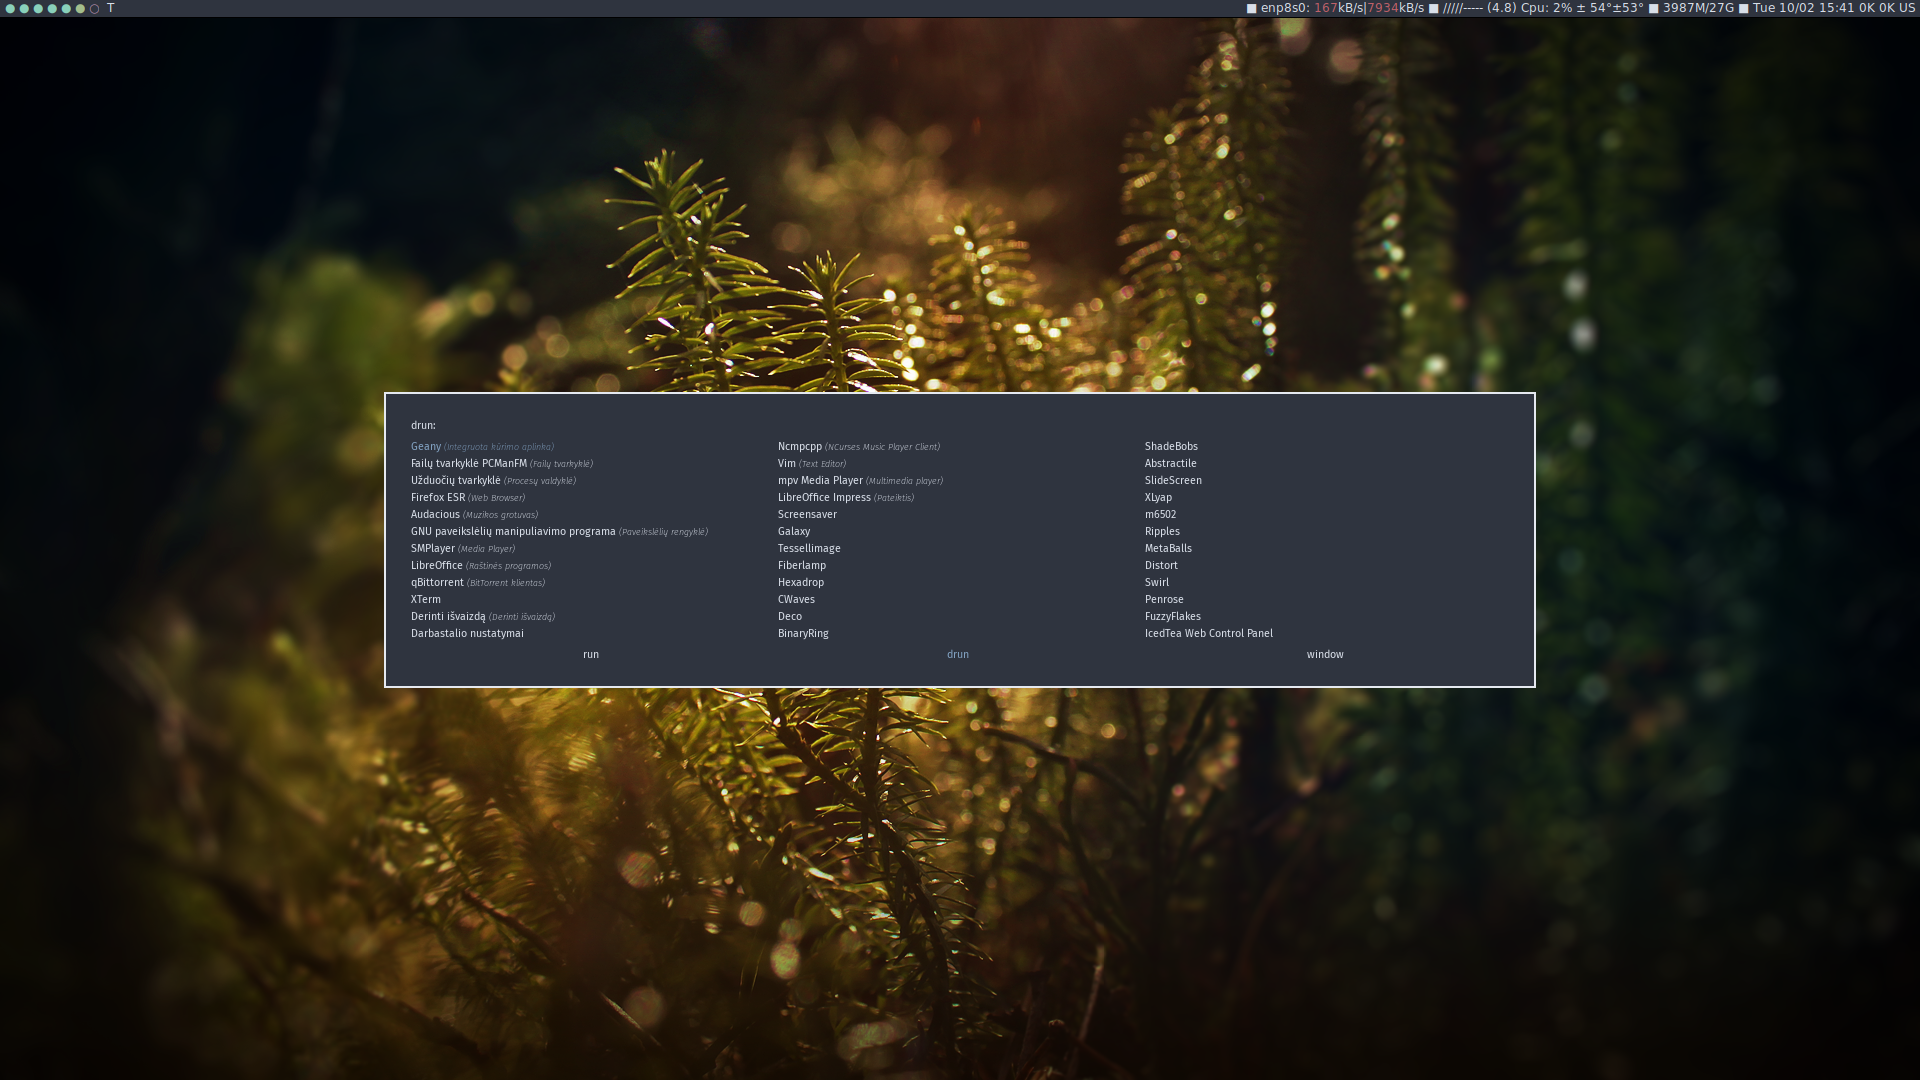 T
■ enp8s0: 167kB/s|7934kB/s ■ /////----- (4.8) Cpu: 2% ± 54°±53° ■ 3987M/27G ■ Tue 10/02 15:41 0K 0K US
drun:
Geany (Integruota kūrimo aplinka)
Failų tvarkyklė PCManFM (Failų tvarkyklė)
Užduočių tvarkyklė (Procesų valdyklė)
Firefox ESR (Web Browser)
Audacious (Muzikos grotuvas)
GNU paveikslėlių manipuliavimo programa (Paveikslėlių rengyklė)
SMPlayer (Media Player)
LibreOffice (Raštinės programos)
qBittorrent (BitTorrent klientas)
XTerm
Derinti išvaizdą (Derinti išvaizdą)
Darbastalio nustatymai
Ncmpcpp (NCurses Music Player Client)
Vim (Text Editor)
mpv Media Player (Multimedia player)
LibreOffice Impress (Pateiktis)
Screensaver
Galaxy
Tessellimage
Fiberlamp
Hexadrop
CWaves
Deco
BinaryRing
ShadeBobs
Abstractile
SlideScreen
XLyap
m6502
Ripples
MetaBalls
Distort
Swirl
Penrose
FuzzyFlakes
IcedTea Web Control Panel
run
drun
window